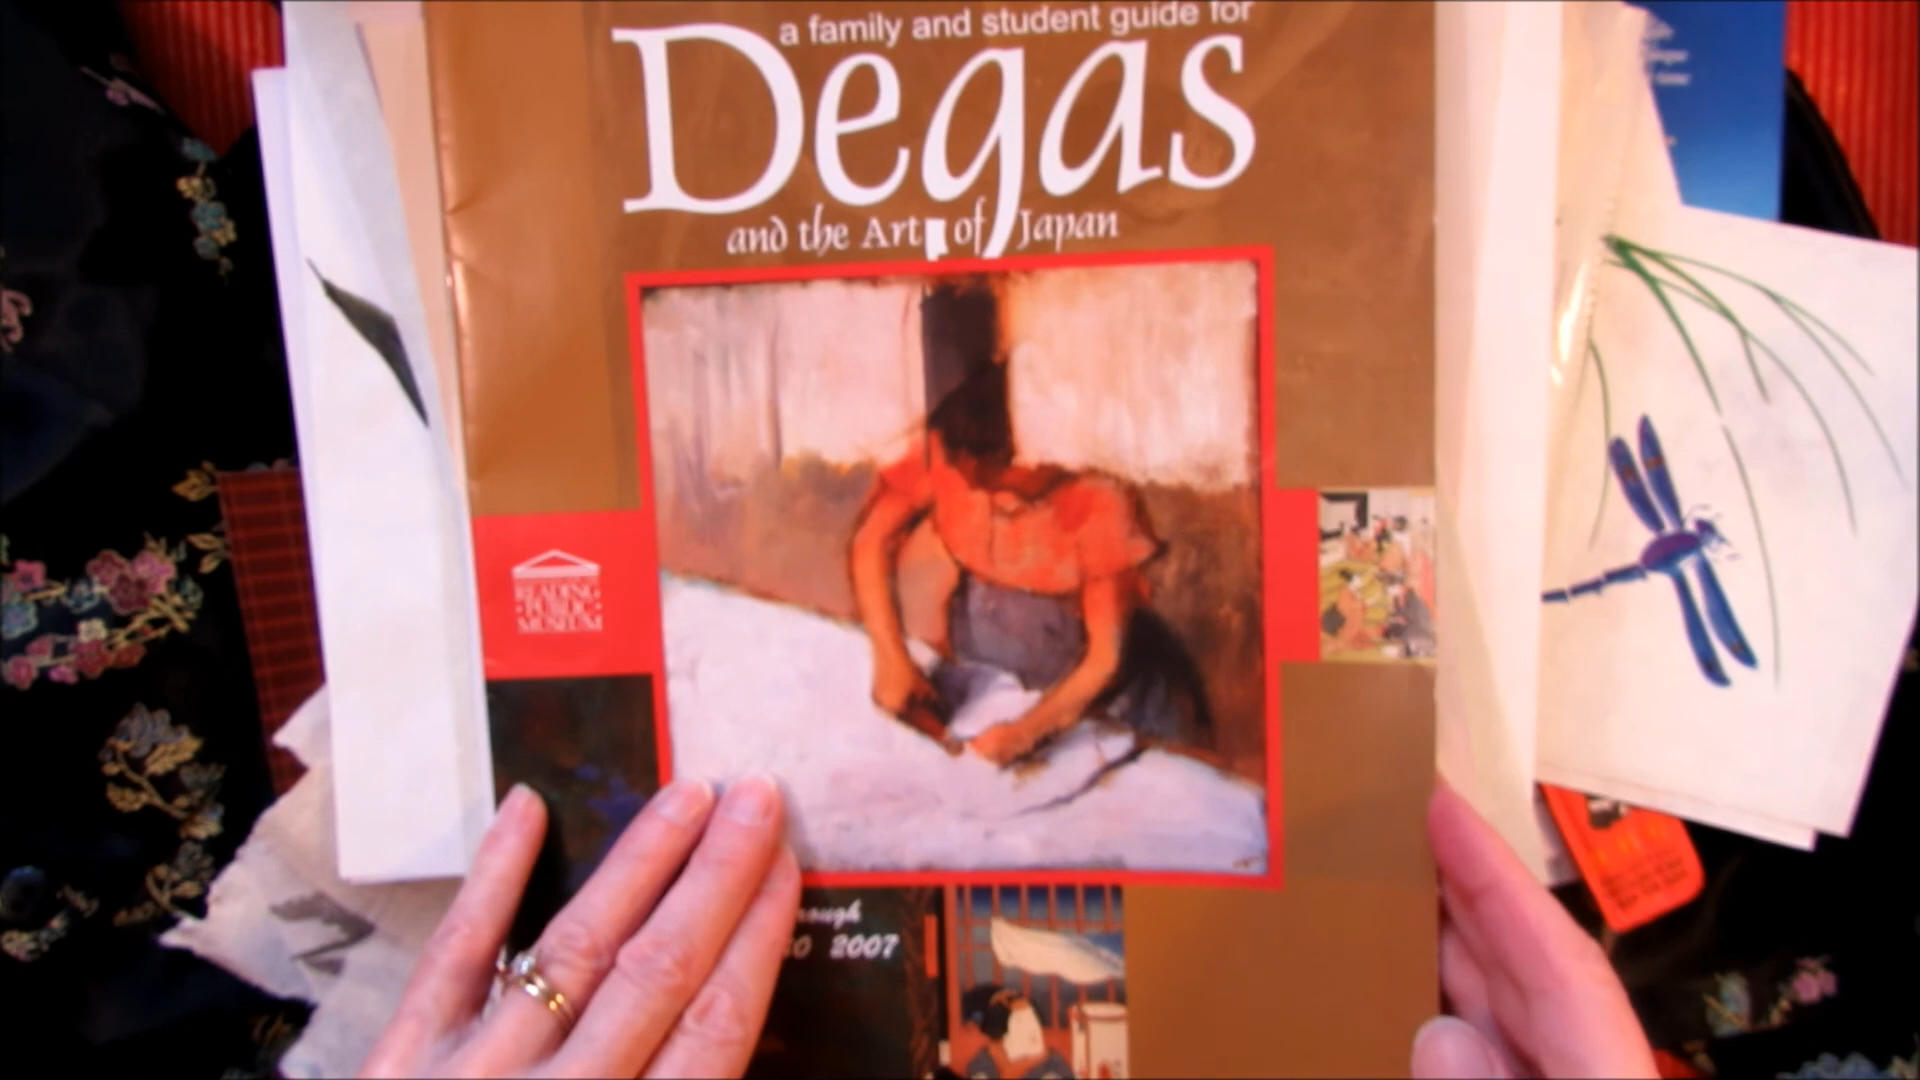 a family and student guide for
Degas
and the Art of Japan
READING
PUBLIC
MUSEUM
2007